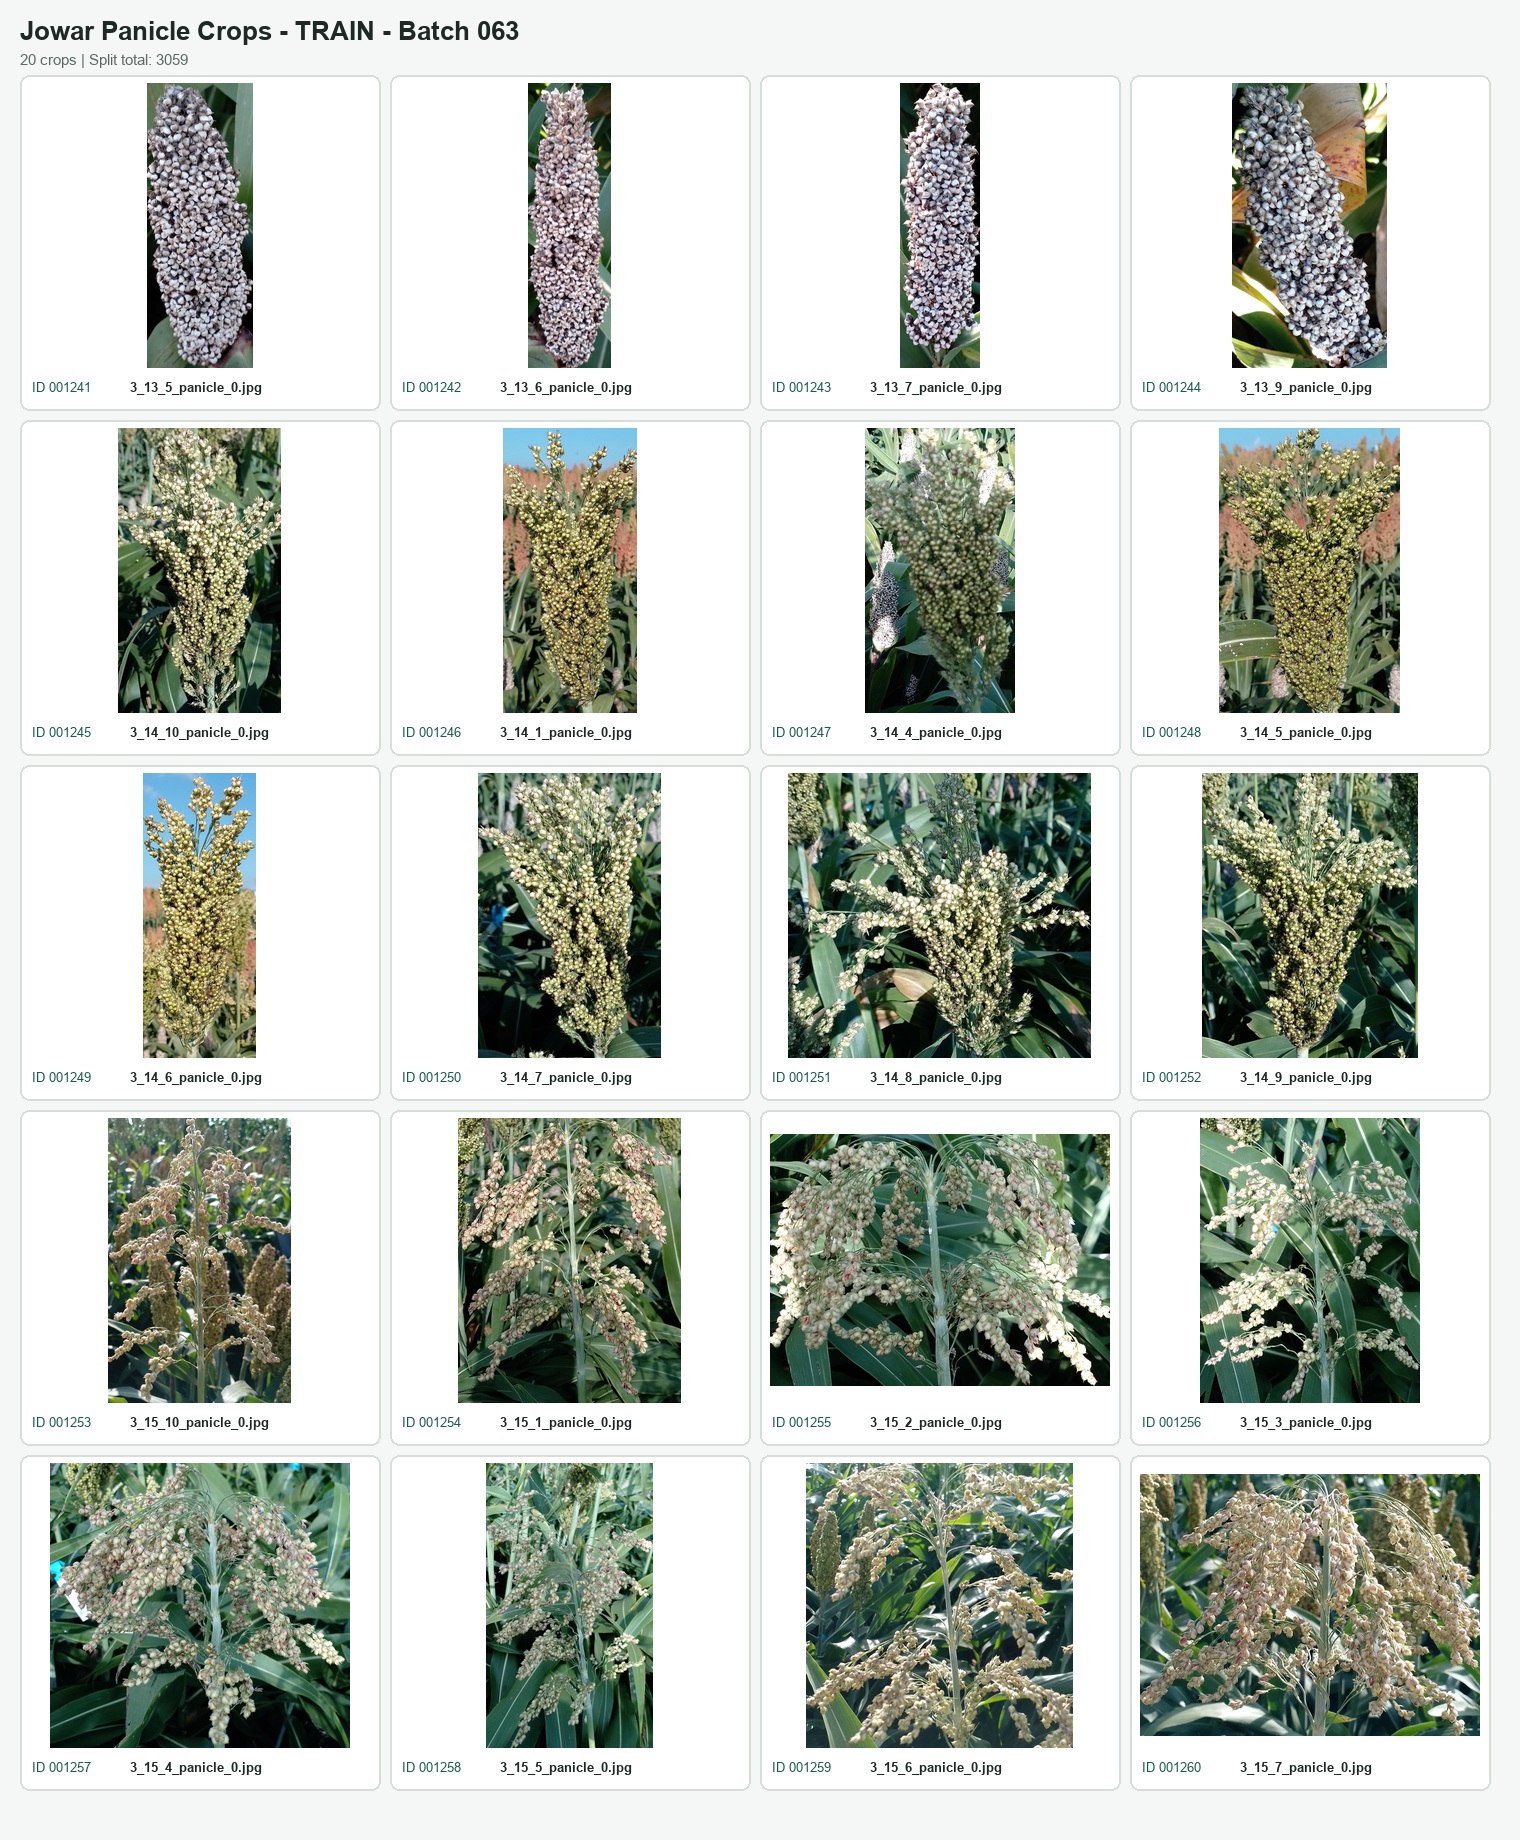 Jowar Panicle Crops - TRAIN - Batch 063
20 crops | Split total: 3059
ID 001241 3_13_5_panicle_0.jpg
ID 001242 3_13_6_panicle_0.jpg
ID 001243 3_13_7_panicle_0.jpg
ID 001244 3_13_9_panicle_0.jpg
ID 001245 3_14_10_panicle_0.jpg
ID 001246 3_14_1_panicle_0.jpg
ID 001247 3_14_4_panicle_0.jpg
ID 001248 3_14_5_panicle_0.jpg
ID 001249 3_14_6_panicle_0.jpg
ID 001250 3_14_7_panicle_0.jpg
ID 001251 3_14_8_panicle_0.jpg
ID 001252 3_14_9_panicle_0.jpg
ID 001253 3_15_10_panicle_0.jpg
ID 001254 3_15_1_panicle_0.jpg
ID 001255 3_15_2_panicle_0.jpg
ID 001256 3_15_3_panicle_0.jpg
ID 001257 3_15_4_panicle_0.jpg
ID 001258 3_15_5_panicle_0.jpg
ID 001259 3_15_6_panicle_0.jpg
ID 001260 3_15_7_panicle_0.jpg